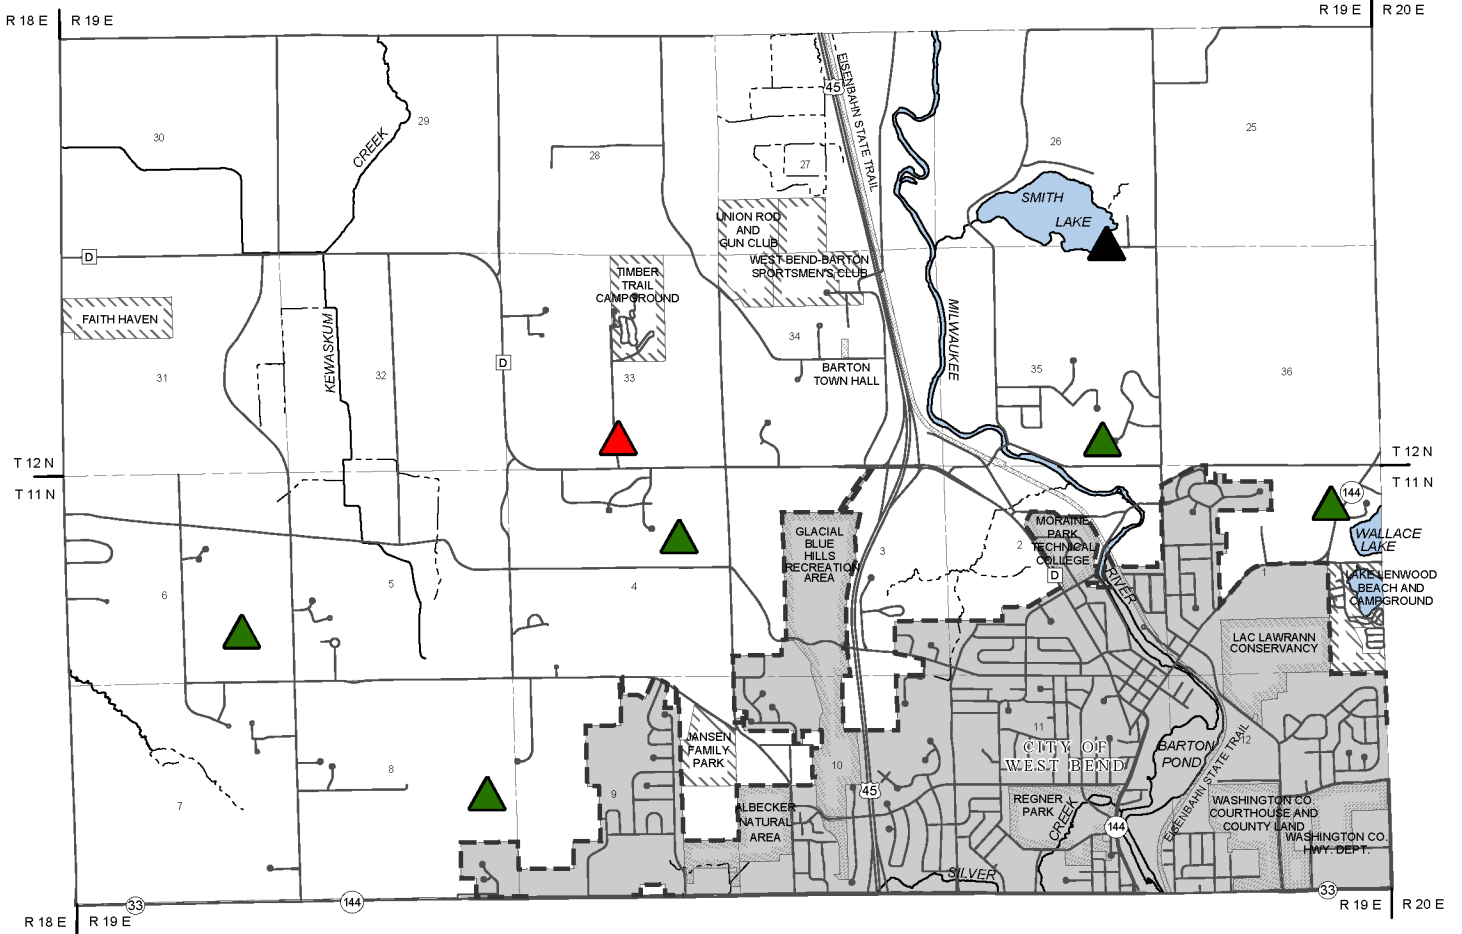 R 18 E
R 19 E
R 19 E
R 20 E
45
EISENBAHN STATE TRAIL
30
CREEK
29
28
27
26
25
SMITH
LAKE
UNION ROD
AND
GUN CLUB
WEST BEND-BARTON
SPORTSMEN'S CLUB
D
TIMBER
TRAIL
CAMPGROUND
FAITH HAVEN
KEWASKUM
MILWAUKEE
34
D
BARTON
TOWN HALL
31
32
33
35
36
T 12 N
T 11 N
T 12 N
T 11 N
144
GLACIAL
BLUE
HILLS
RECREATION
AREA
MORAINE
PARK
TECHNICAL
COLLEGE
WALLACE
LAKE
3
2
D
1
RIVER
LAKE LENWOOD
BEACH AND
CAMPGROUND
6
5
4
LAC LAWRANN
CONSERVANCY
JANSEN
FAMILY
PARK
11
CITY OF
WEST BEND
BARTON
POND
12
EISENBAHN STATE TRAIL
7
8
9
10
45
ALBECKER
NATURAL
AREA
REGNER
PARK
CREEK
144
WASHINGTON CO.
COURTHOUSE AND
COUNTY LAND
WASHINGTON CO.
HWY. DEPT.
SILVER
33
144
33
R 18 E
R 19 E
R 19 E
R 20 E